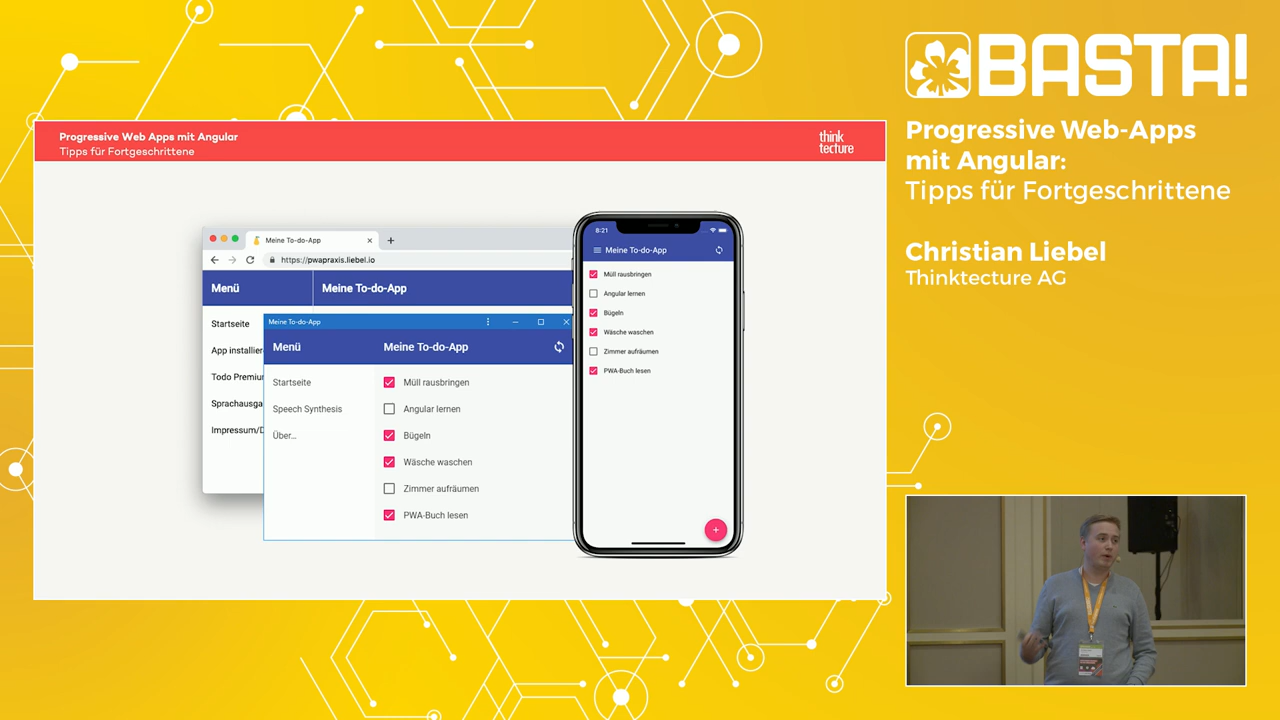 BASTA!
Progressive Web-Apps
mit Angular:
Tipps für Fortgeschrittene
Christian Liebel
Thinktecture AG
Progressive Web Apps mit Angular
Tipps für Fortgeschrittene
think
tecture
Meine To-do-App
https://pwapraxis.liebel.io
Menü
Meine To-do-App
Startseite
App installier
Todo Premiu
Sprachausga
Impressum/D
Meine To-do-App
Menü
Meine To-do-App
Startseite
Speech Synthesis
Über...
Müll rausbringen
Angular lernen
Bügeln
Wäsche waschen
Zimmer aufräumen
PWA-Buch lesen
8:21
Meine To-do-App
Müll rausbringen
Angular lernen
Bügeln
Wäsche waschen
Zimmer aufräumen
PWA-Buch lesen